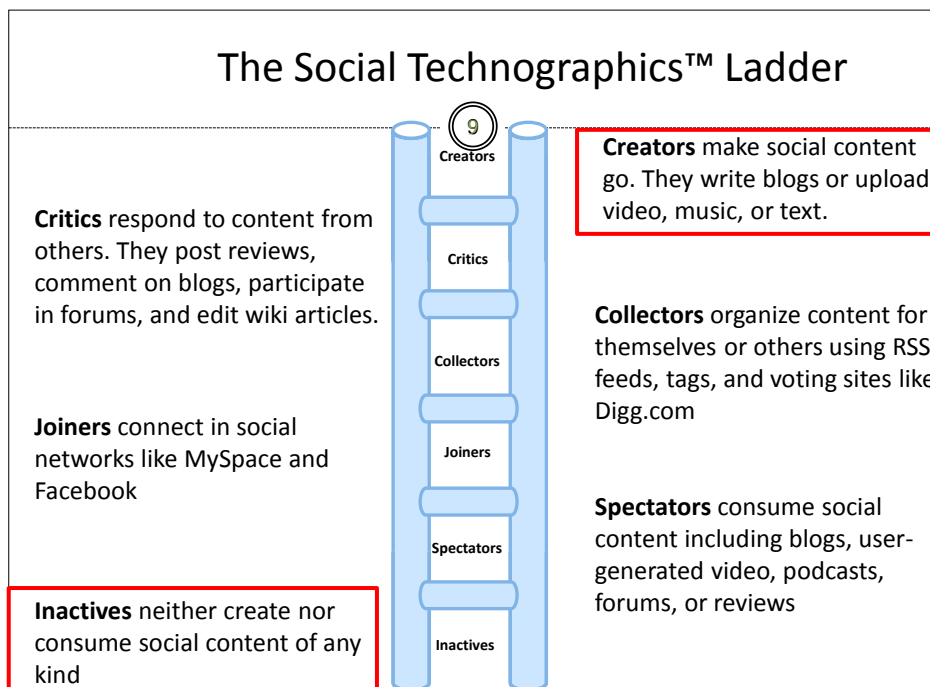 The Social Technographics™ Ladder
9
Creators
Creators make social content
go. They write blogs or upload
video, music, or text.
Critics respond to content from
others. They post reviews,
comment on blogs, participate
in forums, and edit wiki articles.
Critics
Collectors organize content for
themselves or others using RSS
feeds, tags, and voting sites like
Digg.com
Collectors
Joiners connect in social
networks like MySpace and
Facebook
Joiners
Spectators consume social
content including blogs, user-
generated video, podcasts,
forums, or reviews
Spectators
Inactives neither create nor
consume social content of any
kind
Inactives